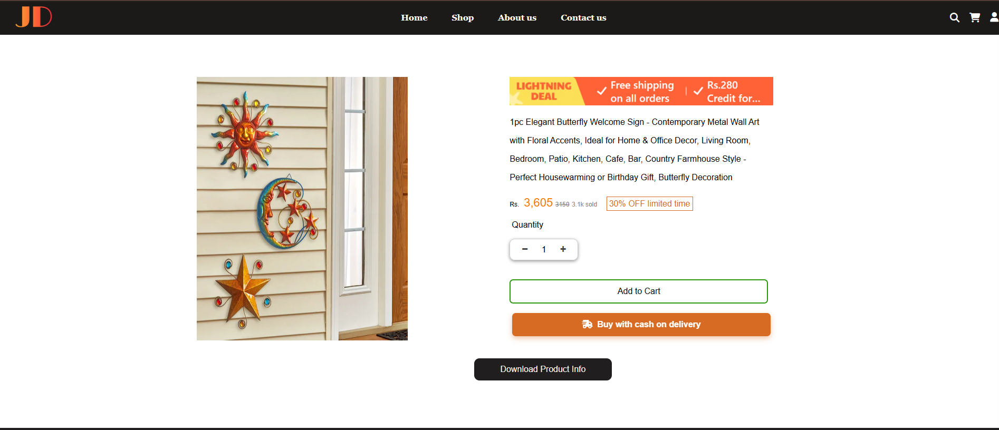 JD
Home
Shop
About us
Contact us
LIGHTNING
DEAL
Free shipping
on all orders
Rs.280
Credit for...
1pc Elegant Butterfly Welcome Sign - Contemporary Metal Wall Art
with Floral Accents, Ideal for Home & Office Decor, Living Room,
Bedroom, Patio, Kitchen, Cafe, Bar, Country Farmhouse Style -
Perfect Housewarming or Birthday Gift, Butterfly Decoration
Rs. 3,605 3150 3.1k sold 30% OFF limited time
Quantity
- 1 +
Add to Cart
Buy with cash on delivery
Download Product Info